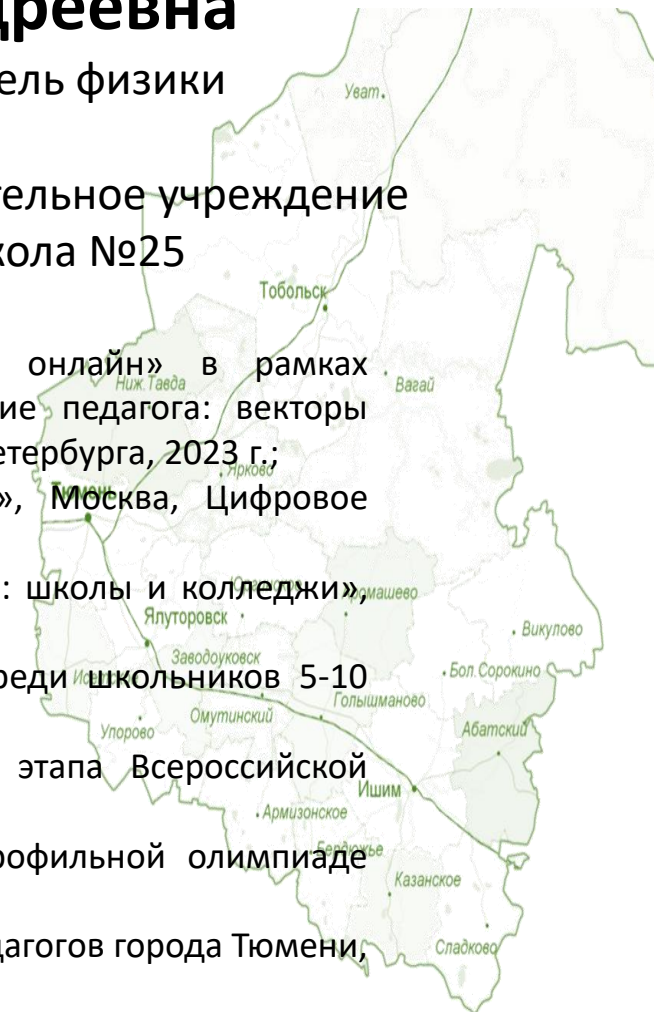 дреевна
ель физики
Уват
тельное учреждение
кола №25
Тобольск
онлайн» в рамках
Ниж.Тавда
Вагай
ие педагога: векторы
етербурга, 2023 г.;
Ярково
Тюмень
», Москва, Цифровое
: школы и колледжи»,
Аромашево
Ялуторовск
Викулово
Заводоуковск
Бол.Сорокино
реди школьников 5-10
Голышманово
Омутинский
Упорово
Абатский
этапа Всероссийской
Ишим
Армизонское
рофильной олимпиаде
Бердюжье
Казанское
дагогов города Тюмени,
Сладково